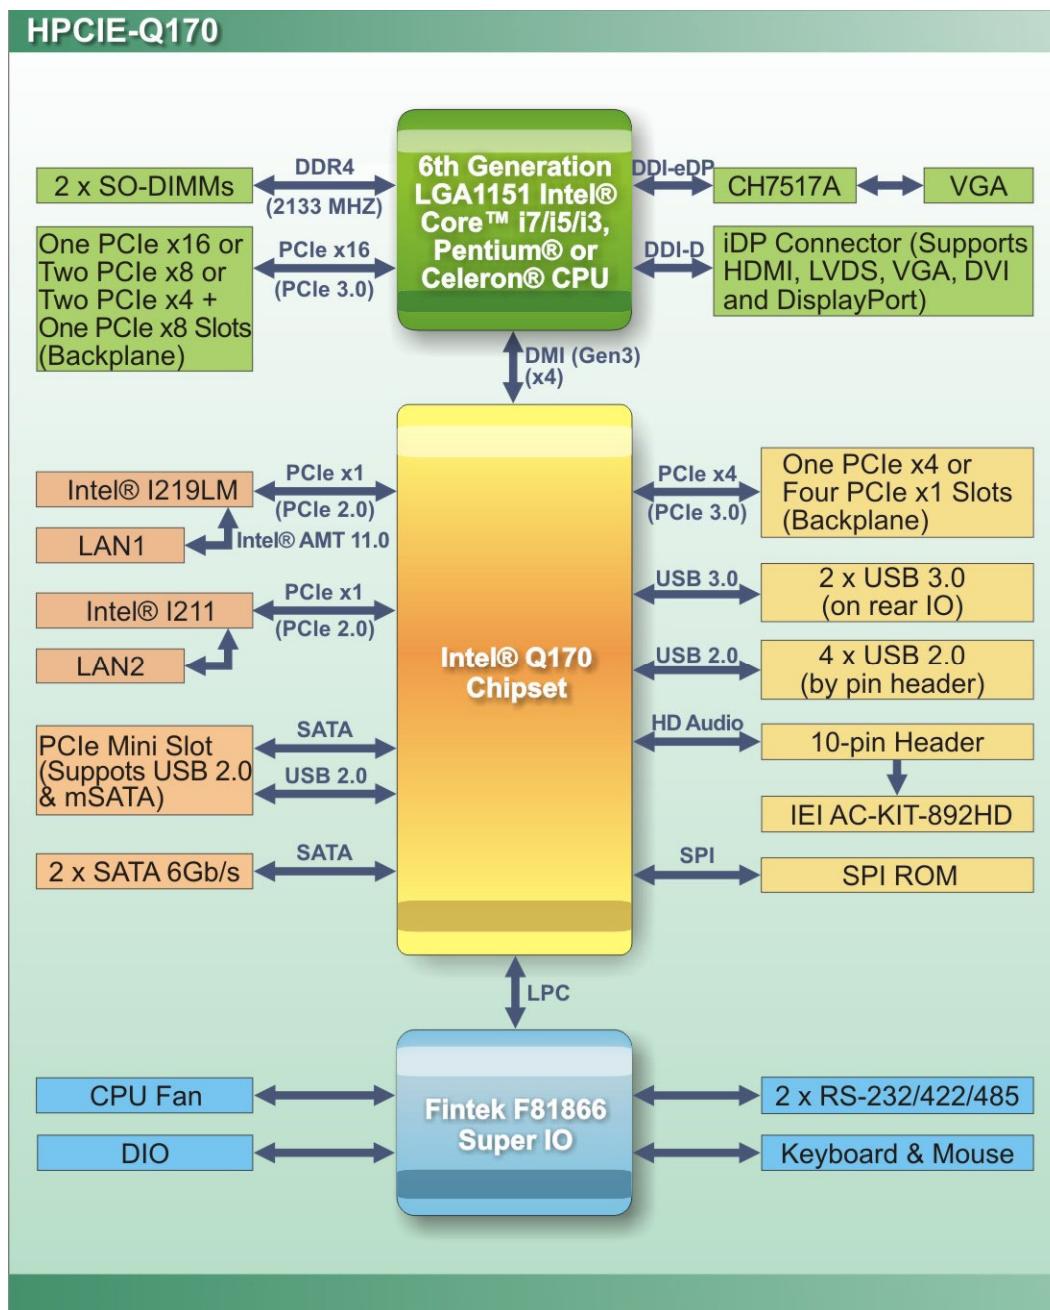 HPCIE-Q170
6th Generation
LGA1151 Intel®
Core™ i7/i5/i3,
Pentium® or
Celeron® CPU
2 x SO-DIMMs
DDR4
(2133 MHZ)
DDI-eDP
CH7517A
VGA
One PCIe x16 or
Two PCIe x8 or
Two PCIe x4 +
One PCIe x8 Slots
(Backplane)
PCIe x16
(PCIe 3.0)
DDI-D
iDP Connector (Supports
HDMI, LVDS, VGA, DVI
and DisplayPort)
DMI (Gen3)
(x4)
Intel® Q170
Chipset
Intel® I219LM
PCIe x1
(PCIe 2.0)
LAN1
Intel® AMT 11.0
Intel® I211
PCIe x1
(PCIe 2.0)
LAN2
PCIe Mini Slot
(Suppots USB 2.0
& mSATA)
SATA
USB 2.0
2 x SATA 6Gb/s
SATA
PCIe x4
(PCIe 3.0)
One PCIe x4 or
Four PCIe x1 Slots
(Backplane)
USB 3.0
2 x USB 3.0
(on rear IO)
USB 2.0
4 x USB 2.0
(by pin header)
HD Audio
10-pin Header
IEI AC-KIT-892HD
SPI
SPI ROM
LPC
Fintek F81866
Super IO
CPU Fan
DIO
2 x RS-232/422/485
Keyboard & Mouse